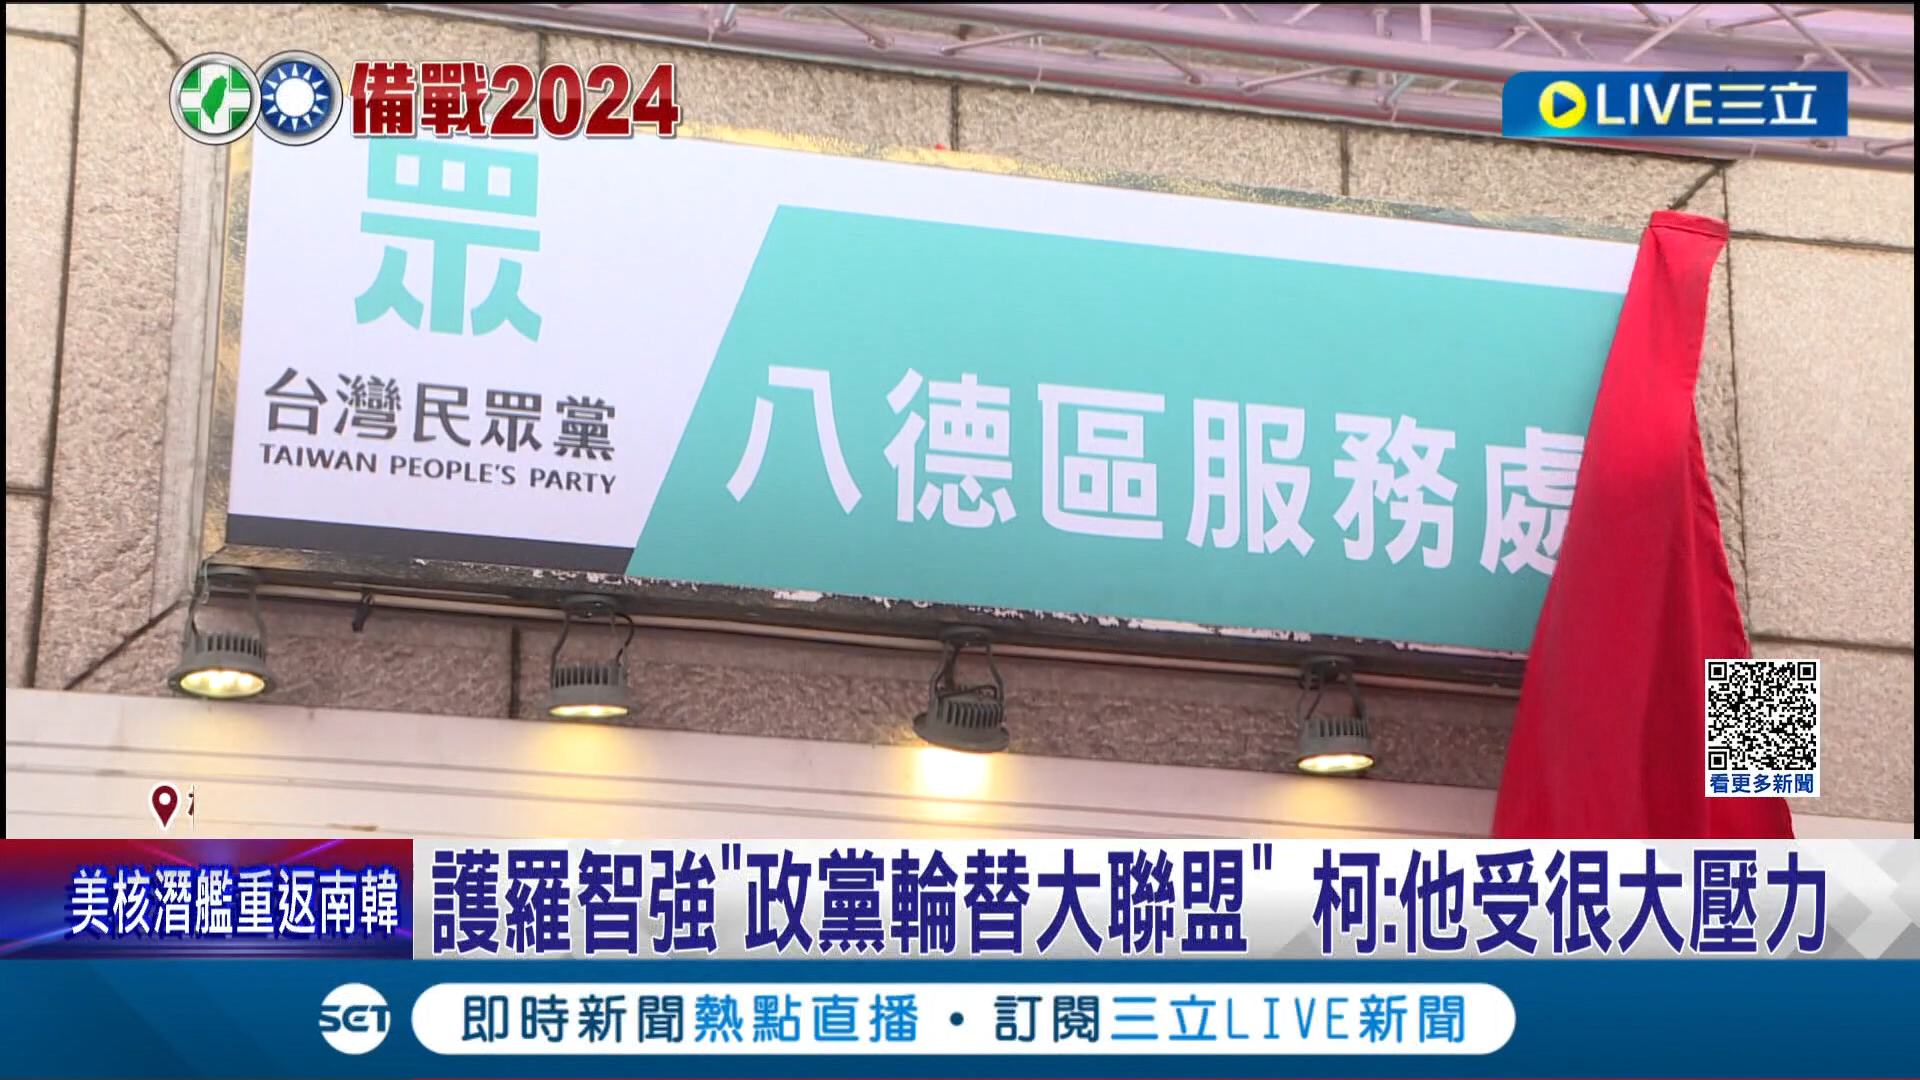 備戰2024
LIVE三立
眾
台灣民眾黨
TAIWAN PEOPLE'S PARTY
八德區服務處
看更多新聞
美核潛艦重返南韓
護羅智強"政黨輪替大聯盟" 柯:他受很大壓力
SET
即時新聞熱點直播・訂閱三立LIVE新聞